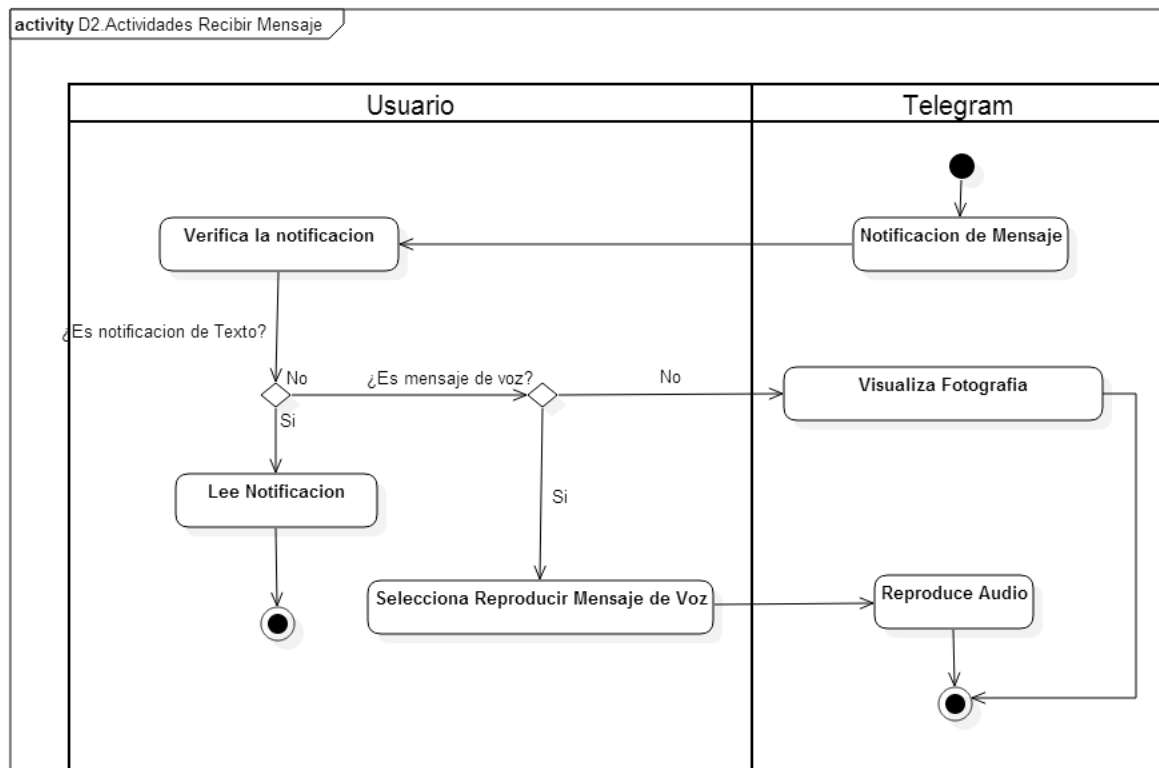 activity D2.Actividades Recibir Mensaje
Usuario
Telegram
Verifica la notificacion
Notificacion de Mensaje
¿Es notificacion de Texto?
No
¿Es mensaje de voz?
No
Visualiza Fotografia
Si
Lee Notificacion
Si
Selecciona Reproducir Mensaje de Voz
Reproduce Audio